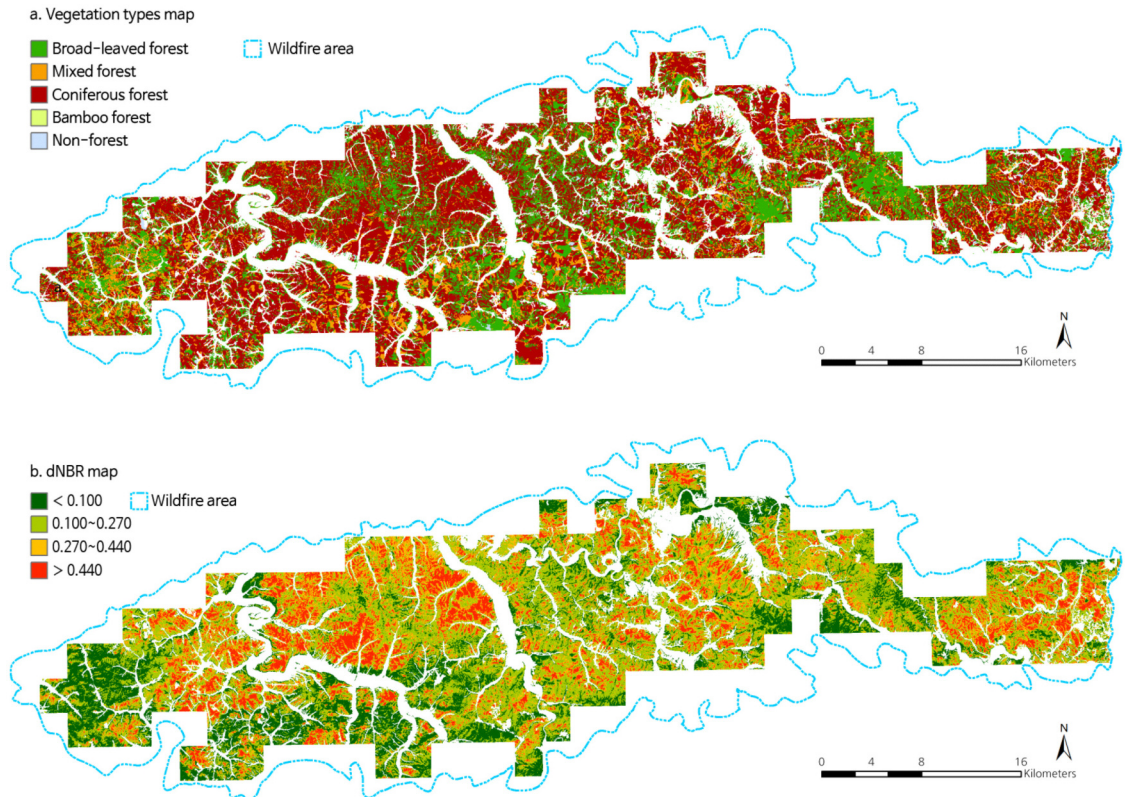 a. Vegetation types map
Broad-leaved forest
Wildfire area
Mixed forest
Coniferous forest
Bamboo forest
Non-forest
N
0 4 8 16
Kilometers
b. dNBR map
< 0.100
Wildfire area
0.100~0.270
0.270~0.440
> 0.440
N
0 4 8 16
Kilometers